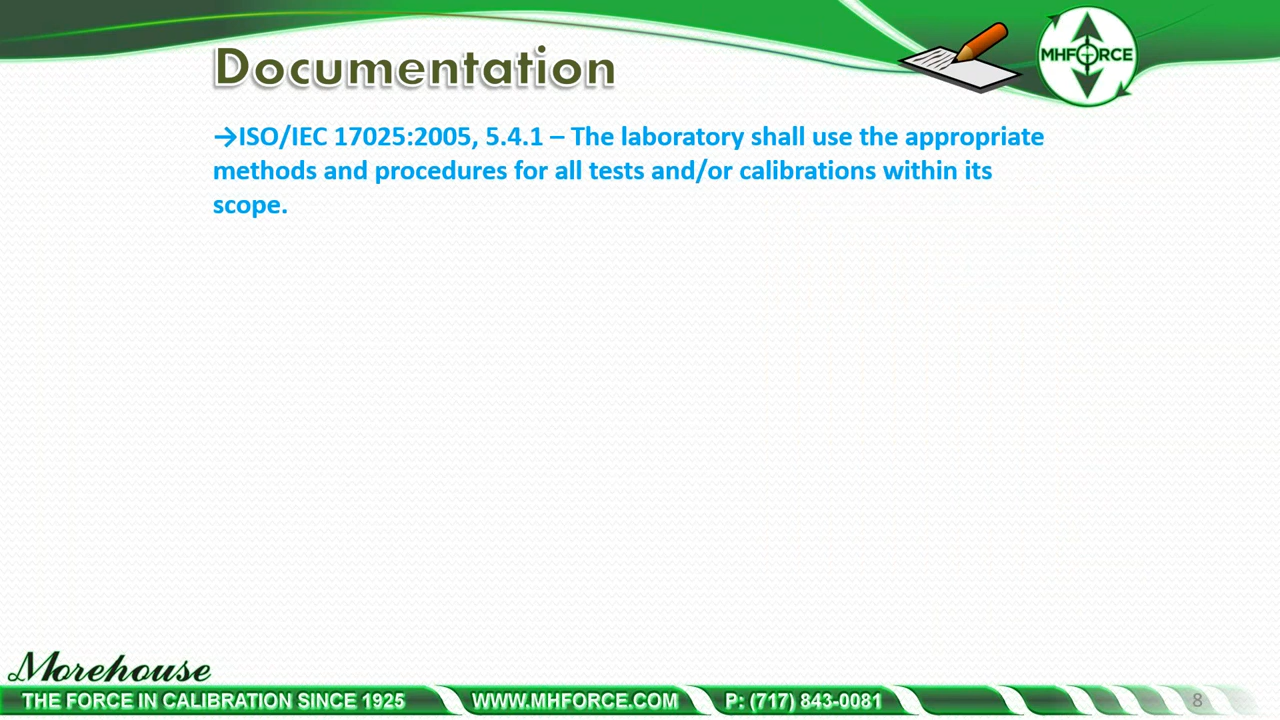 Documentation
MHFORCE
→ISO/IEC 17025:2005, 5.4.1 – The laboratory shall use the appropriate
methods and procedures for all tests and/or calibrations within its
scope.
Morehouse
THE FORCE IN CALIBRATION SINCE 1925
WWW.MHFORCE.COM
P: (717) 843-0081
8